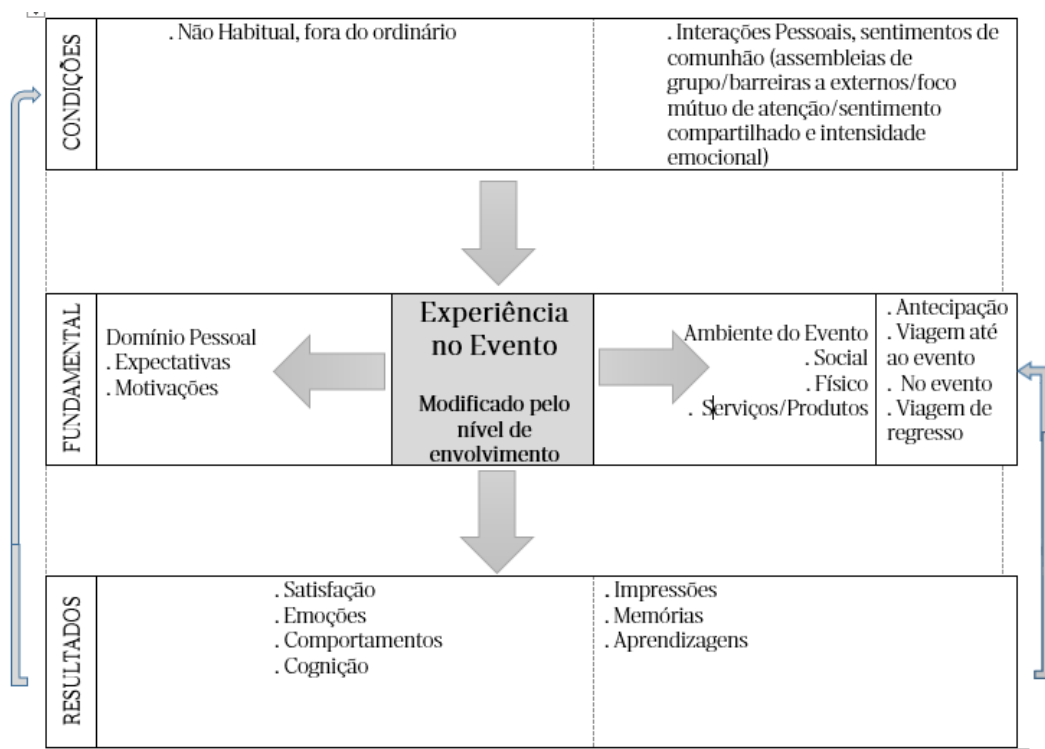 CONDIÇÕES
. Não Habitual, fora do ordinário
. Interações Pessoais, sentimentos de
comunhão (assembleias de
grupo/barreiras a externos/foco
mútuo de atenção/sentimento
compartilhado e intensidade
emocional)
FUNDAMENTAL
Domínio Pessoal
. Expectativas
. Motivações
Experiência
no Evento
Modificado pelo
nível de
envolvimento
Ambiente do Evento
. Social
. Físico
. Serviços/Produtos
. Antecipação
. Viagem até
ao evento
. No evento
. Viagem de
regresso
RESULTADOS
. Satisfação
. Emoções
. Comportamentos
. Cognição
. Impressões
. Memórias
. Aprendizagens